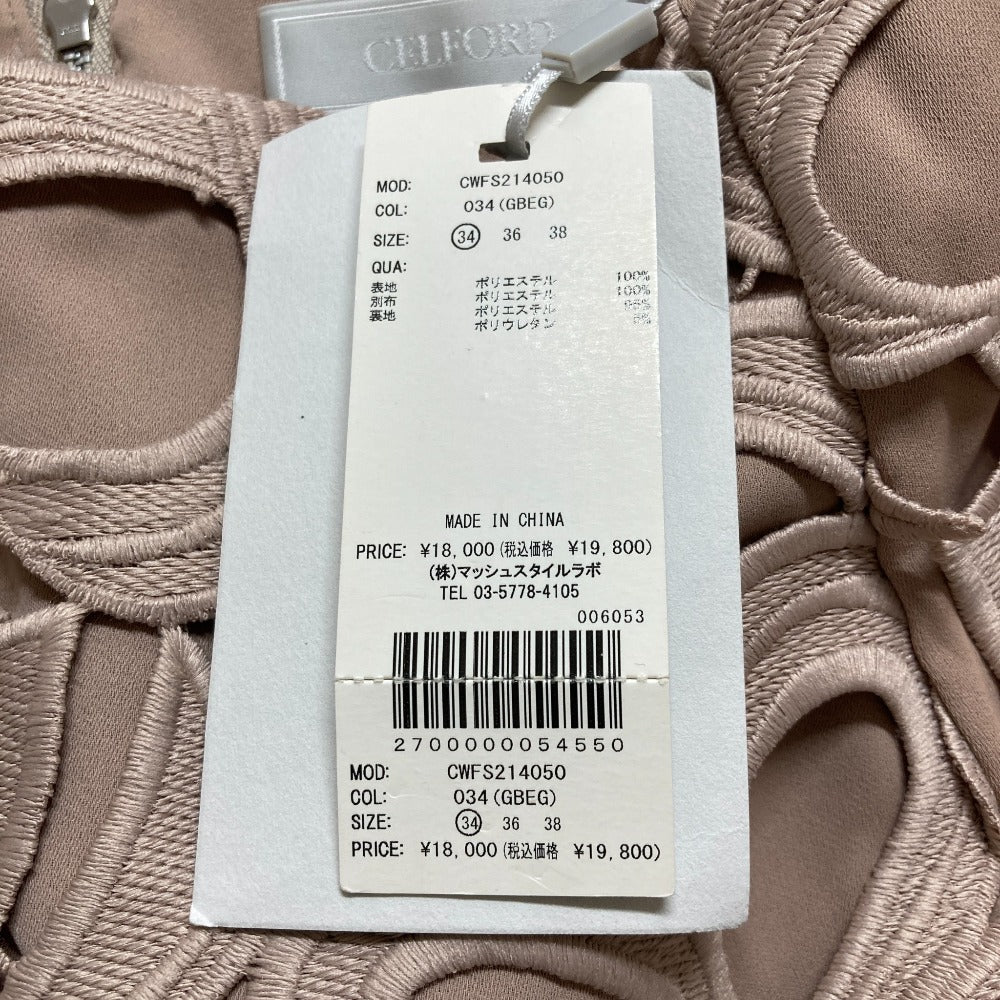 CELFORD
MOD: CWFS214050
COL: 034(GBEG)
SIZE: 34 36 38
QUA:
表地 ポリエステル 100%
別布 ポリエステル 100%
裏地 ポリエステル 95%
ポリウレタン 5%
MADE IN CHINA
PRICE: ¥18,000(税込価格 ¥19,800)
(株)マッシュスタイルラボ
TEL 03-5778-4105
006053
2700000054550
MOD: CWFS214050
COL: 034(GBEG)
SIZE: 34 36 38
PRICE: ¥18,000(税込価格 ¥19,800)